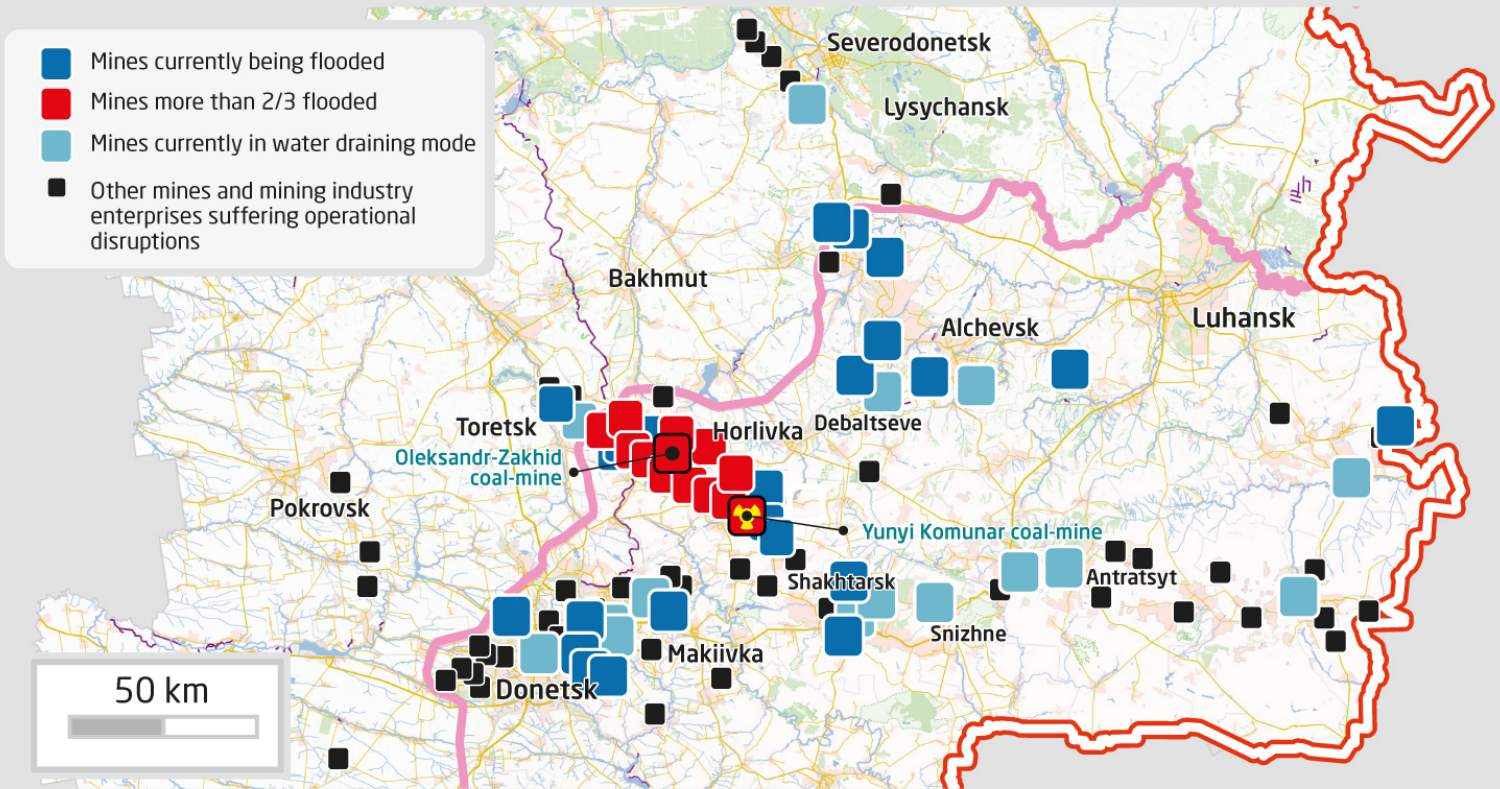 Mines currently being flooded
Mines more than 2/3 flooded
Mines currently in water draining mode
Other mines and mining industry
enterprises suffering operational
disruptions
Severodonetsk
Lysychansk
Bakhmut
Luhansk
Alchevsk
Debaltseve
Toretsk
Horlivka
Oleksandr-Zakhid
coal-mine
Pokrovsk
Yunyi Komunar coal-mine
Shakhtarsk
Antratsyt
Snizhne
Makiivka
Donetsk
50 km